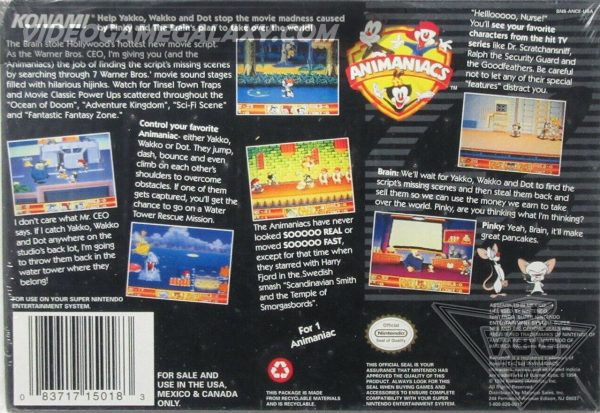 KONAMI
Help Yakko, Wakko and Dot stop the movie madness caused
by Pinky and The Brain's plan to take over the world!
The Brain stole Hollywood's hottest new movie script.
As the Warner Bros. CEO, I'm giving you (and the
Animaniacs) the job of finding the script's missing scenes
by searching through 7 Warner Bros.' movie sound stages
filled with hilarious hijinks. Watch for Tinsel Town Traps
and Movie Classic Power Ups scattered throughout the
"Ocean of Doom", "Adventure Kingdom", "Sci-Fi Scene"
and "Fantastic Fantasy Zone."
Control your favorite
Animaniac- either Yakko,
Wakko or Dot. They jump,
dash, bounce and even
climb on each other's
shoulders to overcome
obstacles. If one of them
gets captured, you'll get the
chance to go on a Water
Tower Rescue Mission.
I don't care what Mr. CEO
says. If I catch Yakko, Wakko
and Dot anywhere on the
studio's back lot, I'm going
to throw them back in the
water tower where they
belong!
FOR USE ON YOUR SUPER NINTENDO
ENTERTAINMENT SYSTEM.
The Animaniacs have never
looked SOOOOO REAL or
moved SOOOOO FAST,
except for that time when
they starred with Harry
Fjord in the Swedish
smash "Scandinavian Smith
and the Temple of
Smorgasbords".
For 1
Animaniac
ANIMANIACS
SNS-ANIX-USA
"Hellloooo, Nurse!"
You'll see your favorite
characters from the hit TV
series like Dr. Scratchansniff,
Ralph the Security Guard and
the Goodfeathers. Be careful
not to let any of their special
"features" distract you.
Brain: We'll wait for Yakko, Wakko and Dot to find the
script's missing scenes and then steal them back and
sell them so we can use the money we earn to take
over the world. Pinky, are you thinking what I'm thinking?
Pinky: Yeah, Brain, it'll make
great pancakes.
0 83717 15018 3
FOR SALE AND
USE IN THE USA,
MEXICO & CANADA
ONLY.
THIS PACKAGE IS MADE
FROM RECYCLABLE MATERIALS
AND IS RECYCLABLE.
Official
Nintendo
Seal of Quality
THIS OFFICIAL SEAL IS YOUR
ASSURANCE THAT NINTENDO HAS
APPROVED THE QUALITY OF THIS
PRODUCT. ALWAYS LOOK FOR THIS
SEAL WHEN BUYING GAMES AND
ACCESSORIES TO ENSURE COMPLETE
COMPATIBILITY WITH YOUR SUPER
NINTENDO ENTERTAINMENT SYSTEM.